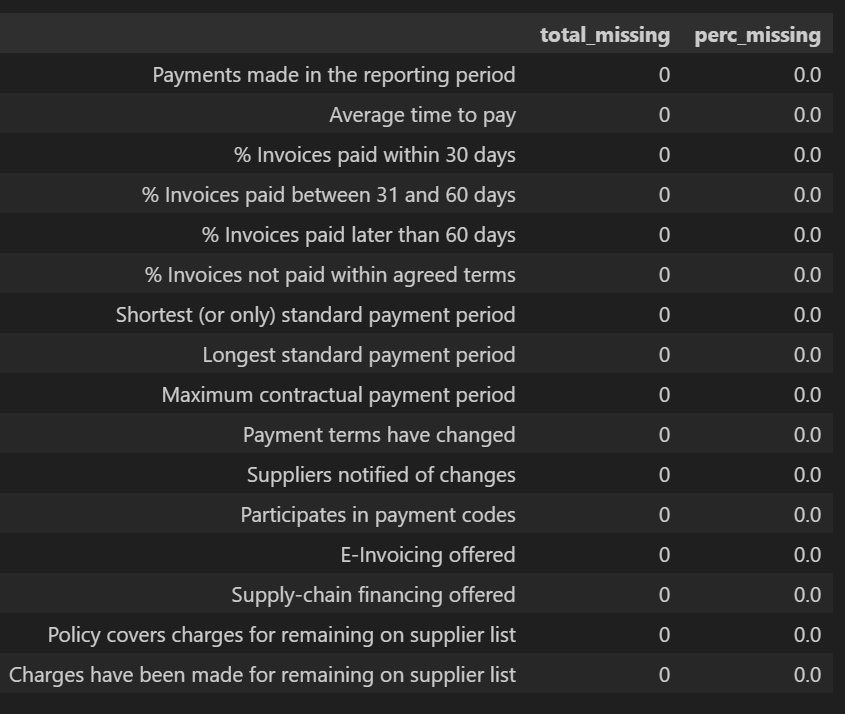 total_missing perc_missing
Payments made in the reporting period 0 0.0
Average time to pay 0 0.0
% Invoices paid within 30 days 0 0.0
% Invoices paid between 31 and 60 days 0 0.0
% Invoices paid later than 60 days 0 0.0
% Invoices not paid within agreed terms 0 0.0
Shortest (or only) standard payment period 0 0.0
Longest standard payment period 0 0.0
Maximum contractual payment period 0 0.0
Payment terms have changed 0 0.0
Suppliers notified of changes 0 0.0
Participates in payment codes 0 0.0
E-Invoicing offered 0 0.0
Supply-chain financing offered 0 0.0
Policy covers charges for remaining on supplier list 0 0.0
Charges have been made for remaining on supplier list 0 0.0